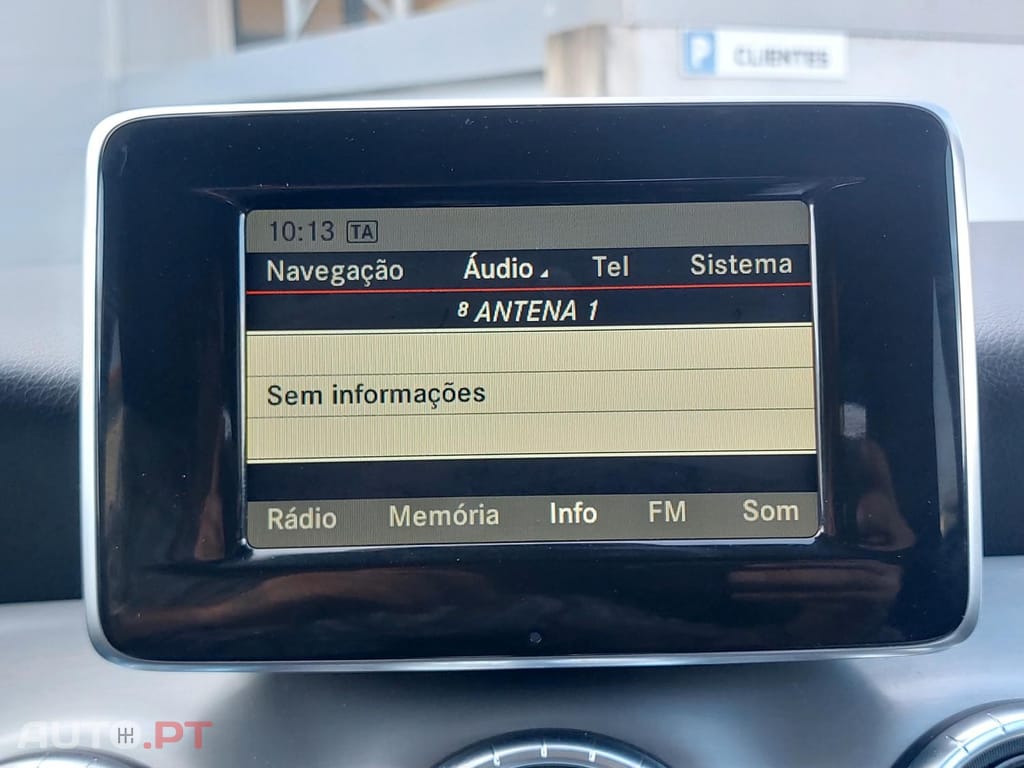 P CLIENTES
10:13 TA
Navegação Áudio Tel Sistema
8 ANTENA 1
Sem informações
Rádio Memória Info FM Som
AUTO.PT